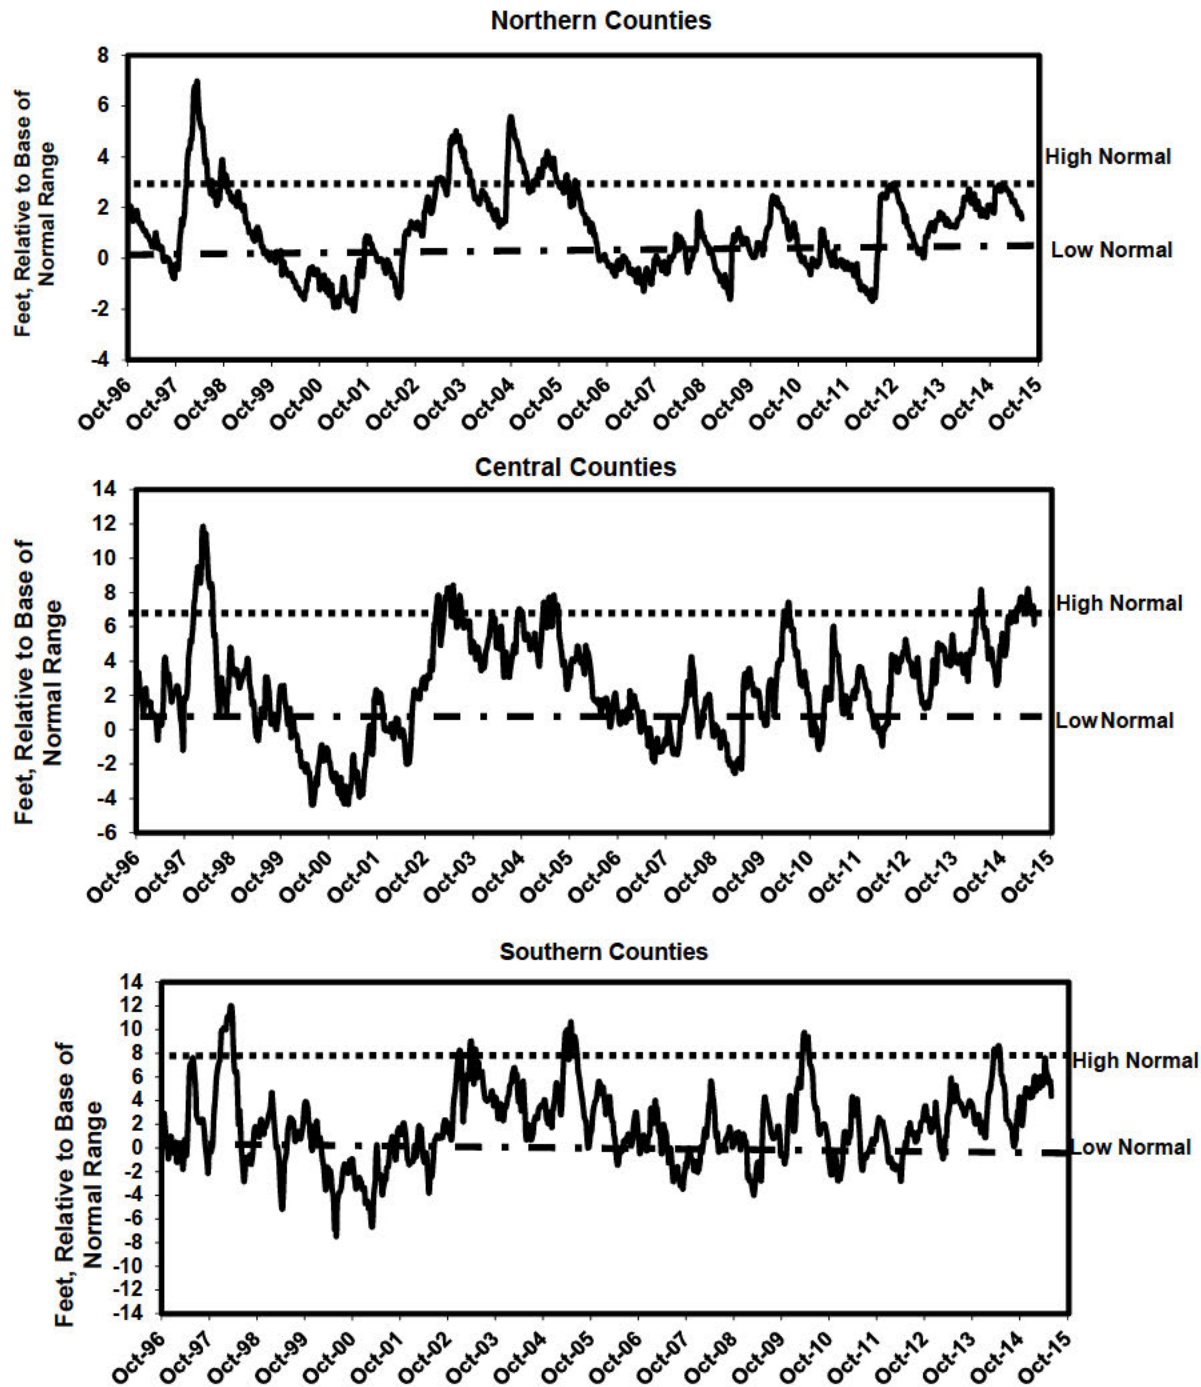 Northern Counties
Feet, Relative to Base of
Normal Range
8
6
4
2
0
-2
-4
High Normal
Low Normal
Oct-96
Oct-97
Oct-98
Oct-99
Oct-00
Oct-01
Oct-02
Oct-03
Oct-04
Oct-05
Oct-06
Oct-07
Oct-08
Oct-09
Oct-10
Oct-11
Oct-12
Oct-13
Oct-14
Oct-15
Central Counties
Feet, Relative to Base of
Normal Range
14
12
10
8
6
4
2
0
-2
-4
-6
High Normal
Low Normal
Oct-96
Oct-97
Oct-98
Oct-99
Oct-00
Oct-01
Oct-02
Oct-03
Oct-04
Oct-05
Oct-06
Oct-07
Oct-08
Oct-09
Oct-10
Oct-11
Oct-12
Oct-13
Oct-14
Oct-15
Southern Counties
Feet, Relative to Base of
Normal Range
14
12
10
8
6
4
2
0
-2
-4
-6
-8
-10
-12
-14
High Normal
Low Normal
Oct-96
Oct-97
Oct-98
Oct-99
Oct-00
Oct-01
Oct-02
Oct-03
Oct-04
Oct-05
Oct-06
Oct-07
Oct-08
Oct-09
Oct-10
Oct-11
Oct-12
Oct-13
Oct-14
Oct-15